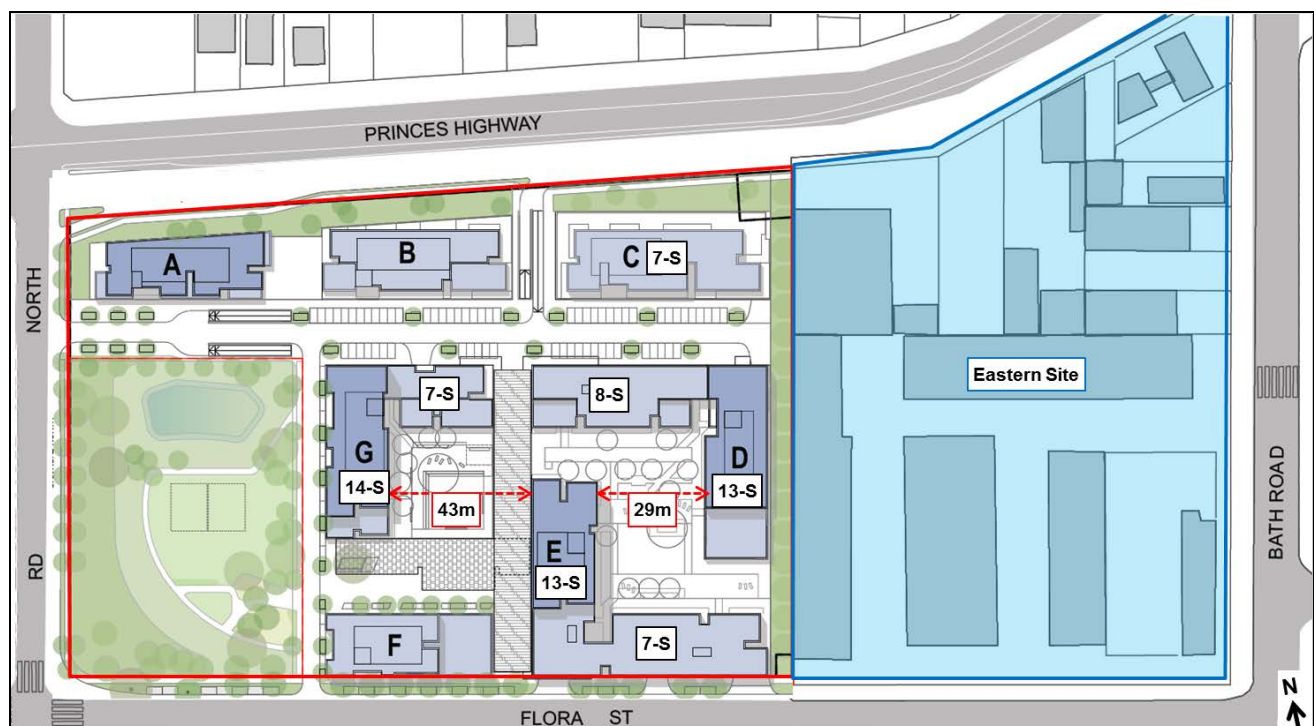 PRINCES HIGHWAY
NORTH
RD
A
B
C
7-S
7-S
8-S
G
14-S
D
13-S
43m
29m
E
13-S
F
7-S
Eastern Site
BATH ROAD
FLORA ST
N